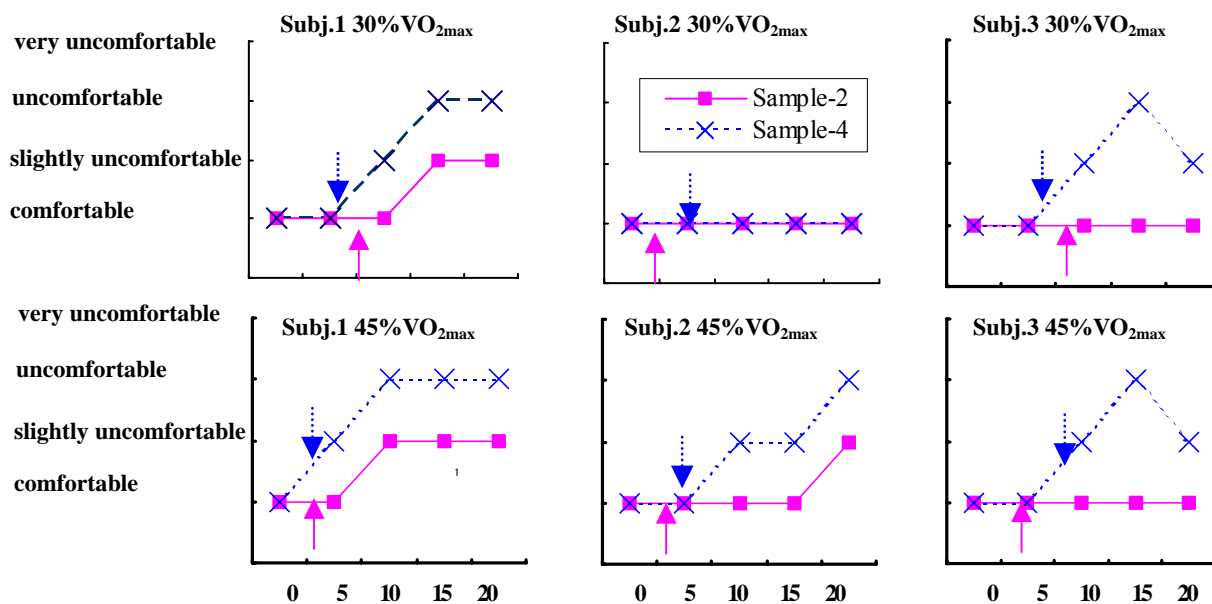 Subj.1 30%VO2max
Subj.2 30%VO2max
Subj.3 30%VO2max
very uncomfortable
uncomfortable
slightly uncomfortable
comfortable
Sample-2
Sample-4
very uncomfortable
Subj.1 45%VO2max
Subj.2 45%VO2max
Subj.3 45%VO2max
uncomfortable
slightly uncomfortable
comfortable
1
0 5 10 15 20
0 5 10 15 20
0 5 10 15 20